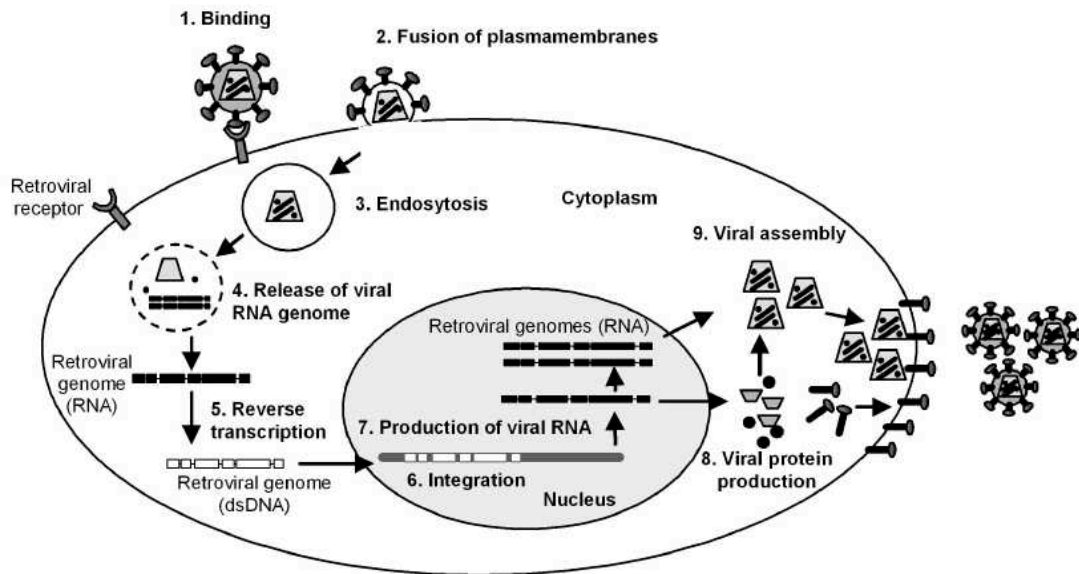 1. Binding
2. Fusion of plasmamembranes
Retroviral
receptor
3. Endosytosis
Cytoplasm
4. Release of viral
RNA genome
9. Viral assembly
Retroviral genomes (RNA)
Retroviral
genome
(RNA)
5. Reverse
transcription
7. Production of viral RNA
Retroviral genome
(dsDNA)
6. Integration
Nucleus
8. Viral protein
production